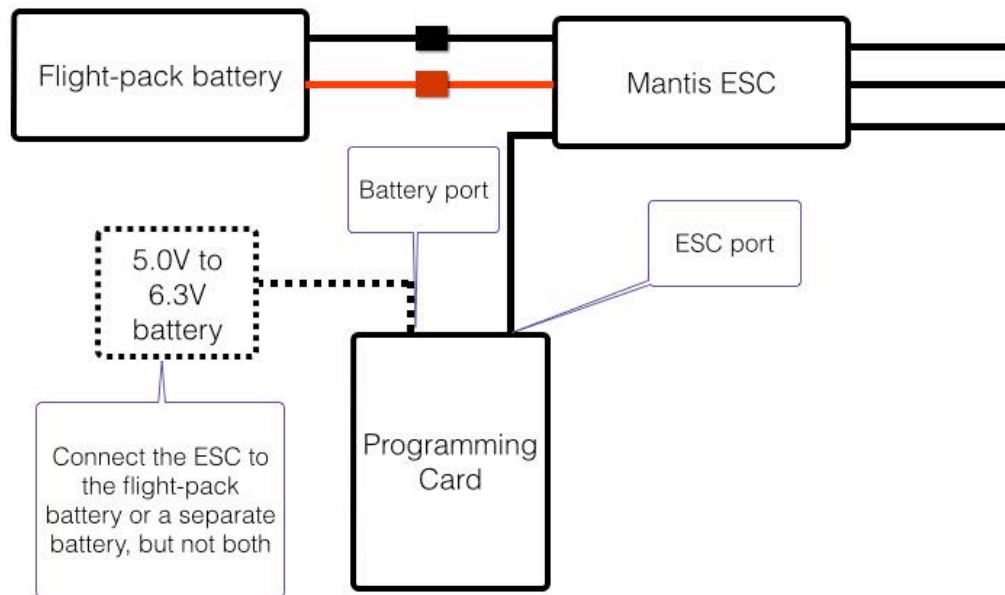 Flight-pack battery
Mantis ESC
Battery port
ESC port
5.0V to
6.3V
battery
Programming
Card
Connect the ESC to
the flight-pack
battery or a separate
battery, but not both